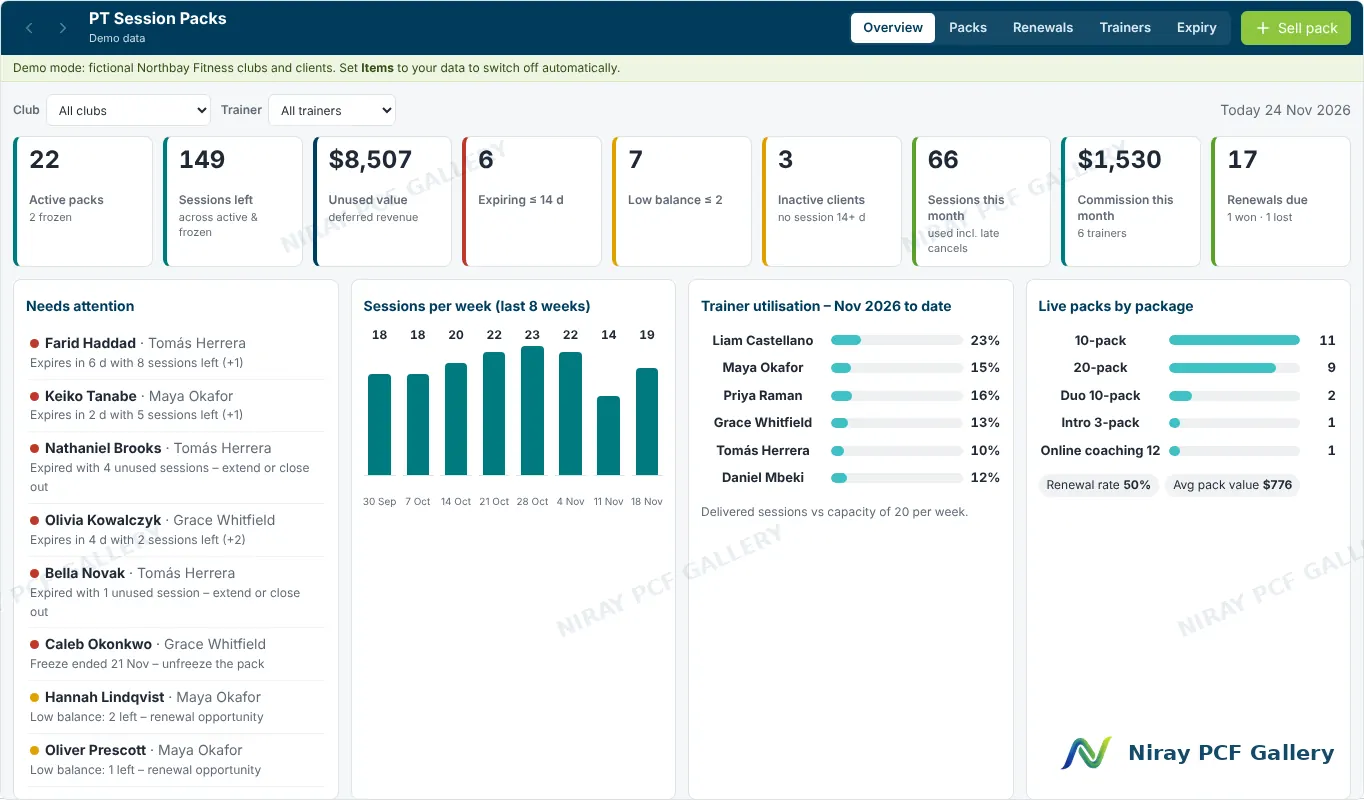 PT Session Packs
Demo data
Overview
Packs
Renewals
Trainers
Expiry
+ Sell pack
Demo mode: fictional Northbay Fitness clubs and clients. Set Items to your data to switch off automatically.
Club
All clubs
Trainer
All trainers
Today 24 Nov 2026
22
Active packs
2 frozen
149
Sessions left
across active &
frozen
$8,507
Unused value
deferred revenue
6
Expiring ≤ 14 d
7
Low balance ≤ 2
3
Inactive clients
no session 14+ d
66
Sessions this
month
used incl. late
cancels
$1,530
Commission this
month
6 trainers
17
Renewals due
1 won · 1 lost
Needs attention
Farid Haddad · Tomás Herrera
Expires in 6 d with 8 sessions left (+1)
Keiko Tanabe · Maya Okafor
Expires in 2 d with 5 sessions left (+1)
Nathaniel Brooks · Tomás Herrera
Expired with 4 unused sessions – extend or close
out
Olivia Kowalczyk · Grace Whitfield
Expires in 4 d with 2 sessions left (+2)
Bella Novak · Tomás Herrera
Expired with 1 unused session – extend or close
out
Caleb Okonkwo · Grace Whitfield
Freeze ended 21 Nov – unfreeze the pack
Hannah Lindqvist · Maya Okafor
Low balance: 2 left – renewal opportunity
Oliver Prescott · Maya Okafor
Low balance: 1 left – renewal opportunity
Sessions per week (last 8 weeks)
18 18 20 22 23 22 14 19
30 Sep 7 Oct 14 Oct 21 Oct 28 Oct 4 Nov 11 Nov 18 Nov
Trainer utilisation – Nov 2026 to date
Liam Castellano 23%
Maya Okafor 15%
Priya Raman 16%
Grace Whitfield 13%
Tomás Herrera 10%
Daniel Mbeki 12%
Delivered sessions vs capacity of 20 per week.
Live packs by package
10-pack 11
20-pack 9
Duo 10-pack 2
Intro 3-pack 1
Online coaching 12 1
Renewal rate 50%
Avg pack value $776
NIRAY PCF GALLERY
NIRAY PCF GALLERY
PCF GALLERY
NIRAY PCF GALLERY
NIRAY PCF GALLERY
Niray PCF Gallery